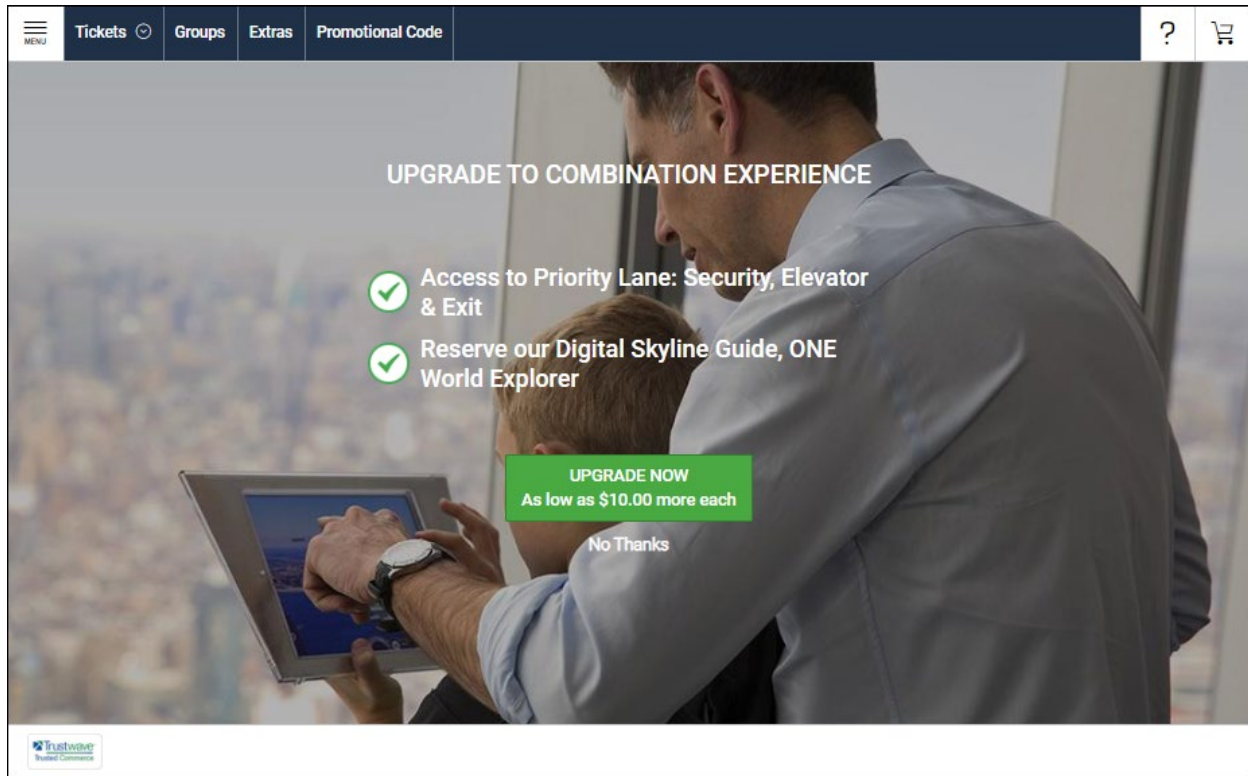 MENU
Tickets
Groups
Extras
Promotional Code
?
UPGRADE TO COMBINATION EXPERIENCE
Access to Priority Lane: Security, Elevator
& Exit
Reserve our Digital Skyline Guide, ONE
World Explorer
UPGRADE NOW
As low as $10.00 more each
No Thanks
Trustwave
Trusted Commerce